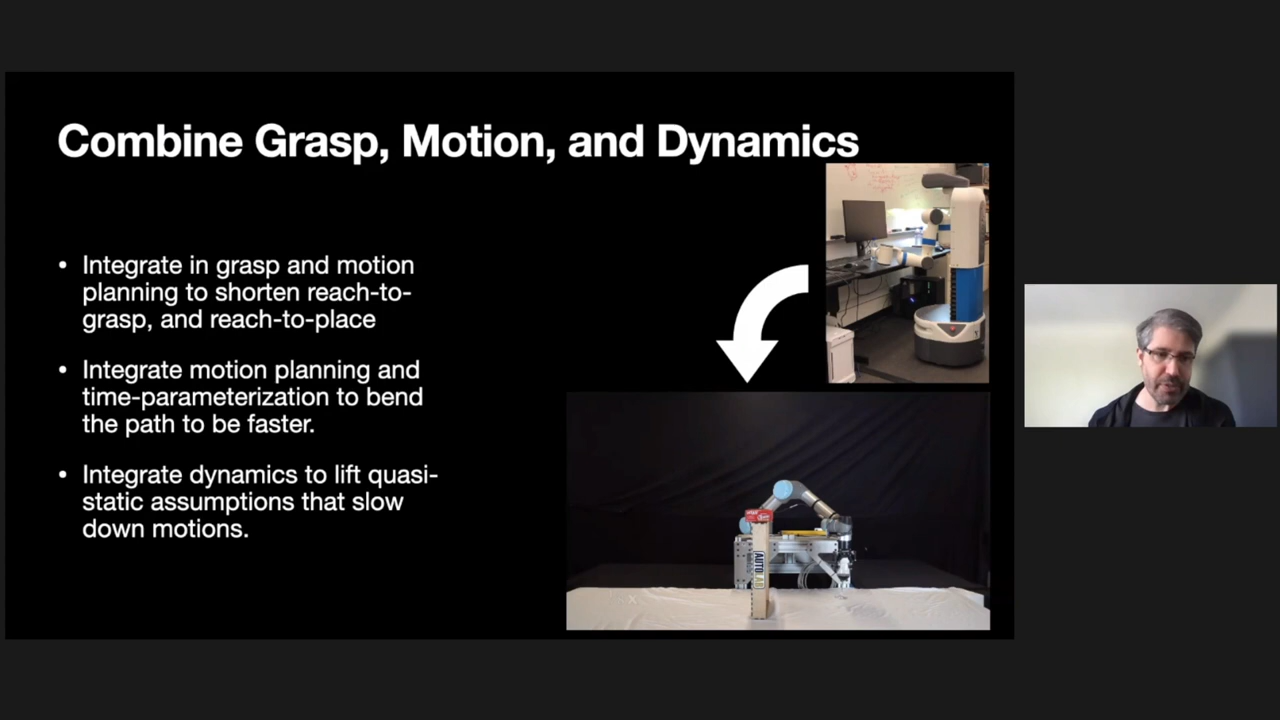 Combine Grasp, Motion, and Dynamics
• Integrate in grasp and motion
planning to shorten reach-to-
grasp, and reach-to-place
• Integrate motion planning and
time-parameterization to bend
the path to be faster.
• Integrate dynamics to lift quasi-
static assumptions that slow
down motions.
AUTOLAB